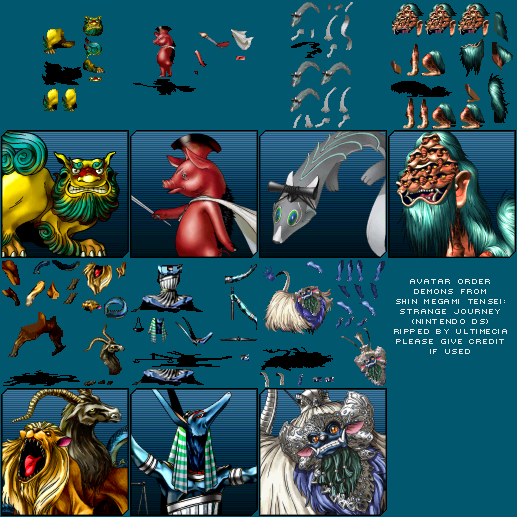 AVATAR ORDER
DEMONS FROM
SHIN MEGAMI TENSEI:
STRANGE JOURNEY
(NINTENDO DS)
RIPPED BY ULTIMECIA
PLEASE GIVE CREDIT
IF USED